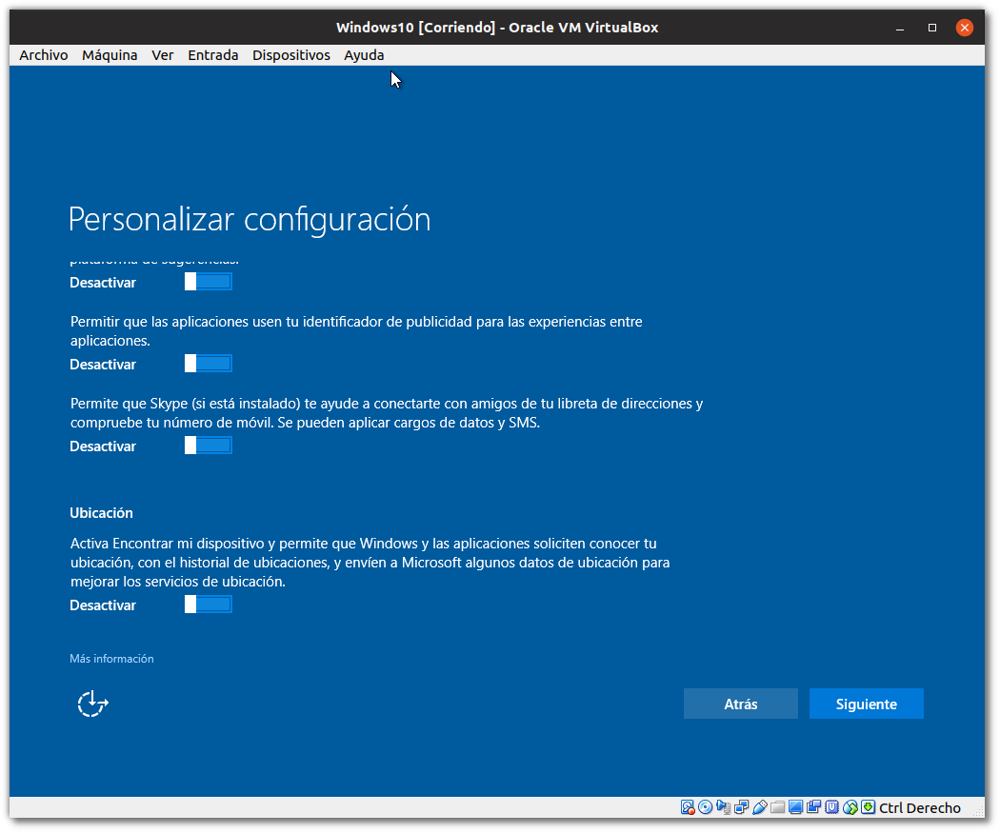 Windows10 [Corriendo] - Oracle VM VirtualBox
Archivo Máquina Ver Entrada Dispositivos Ayuda
Personalizar configuración
plataforma de sugerencias.
Desactivar
Permitir que las aplicaciones usen tu identificador de publicidad para las experiencias entre
aplicaciones.
Desactivar
Permite que Skype (si está instalado) te ayude a conectarte con amigos de tu libreta de direcciones y
compruebe tu número de móvil. Se pueden aplicar cargos de datos y SMS.
Desactivar
Ubicación
Activa Encontrar mi dispositivo y permite que Windows y las aplicaciones soliciten conocer tu
ubicación, con el historial de ubicaciones, y envíen a Microsoft algunos datos de ubicación para
mejorar los servicios de ubicación.
Desactivar
Más información
Atrás Siguiente
Ctrl Derecho